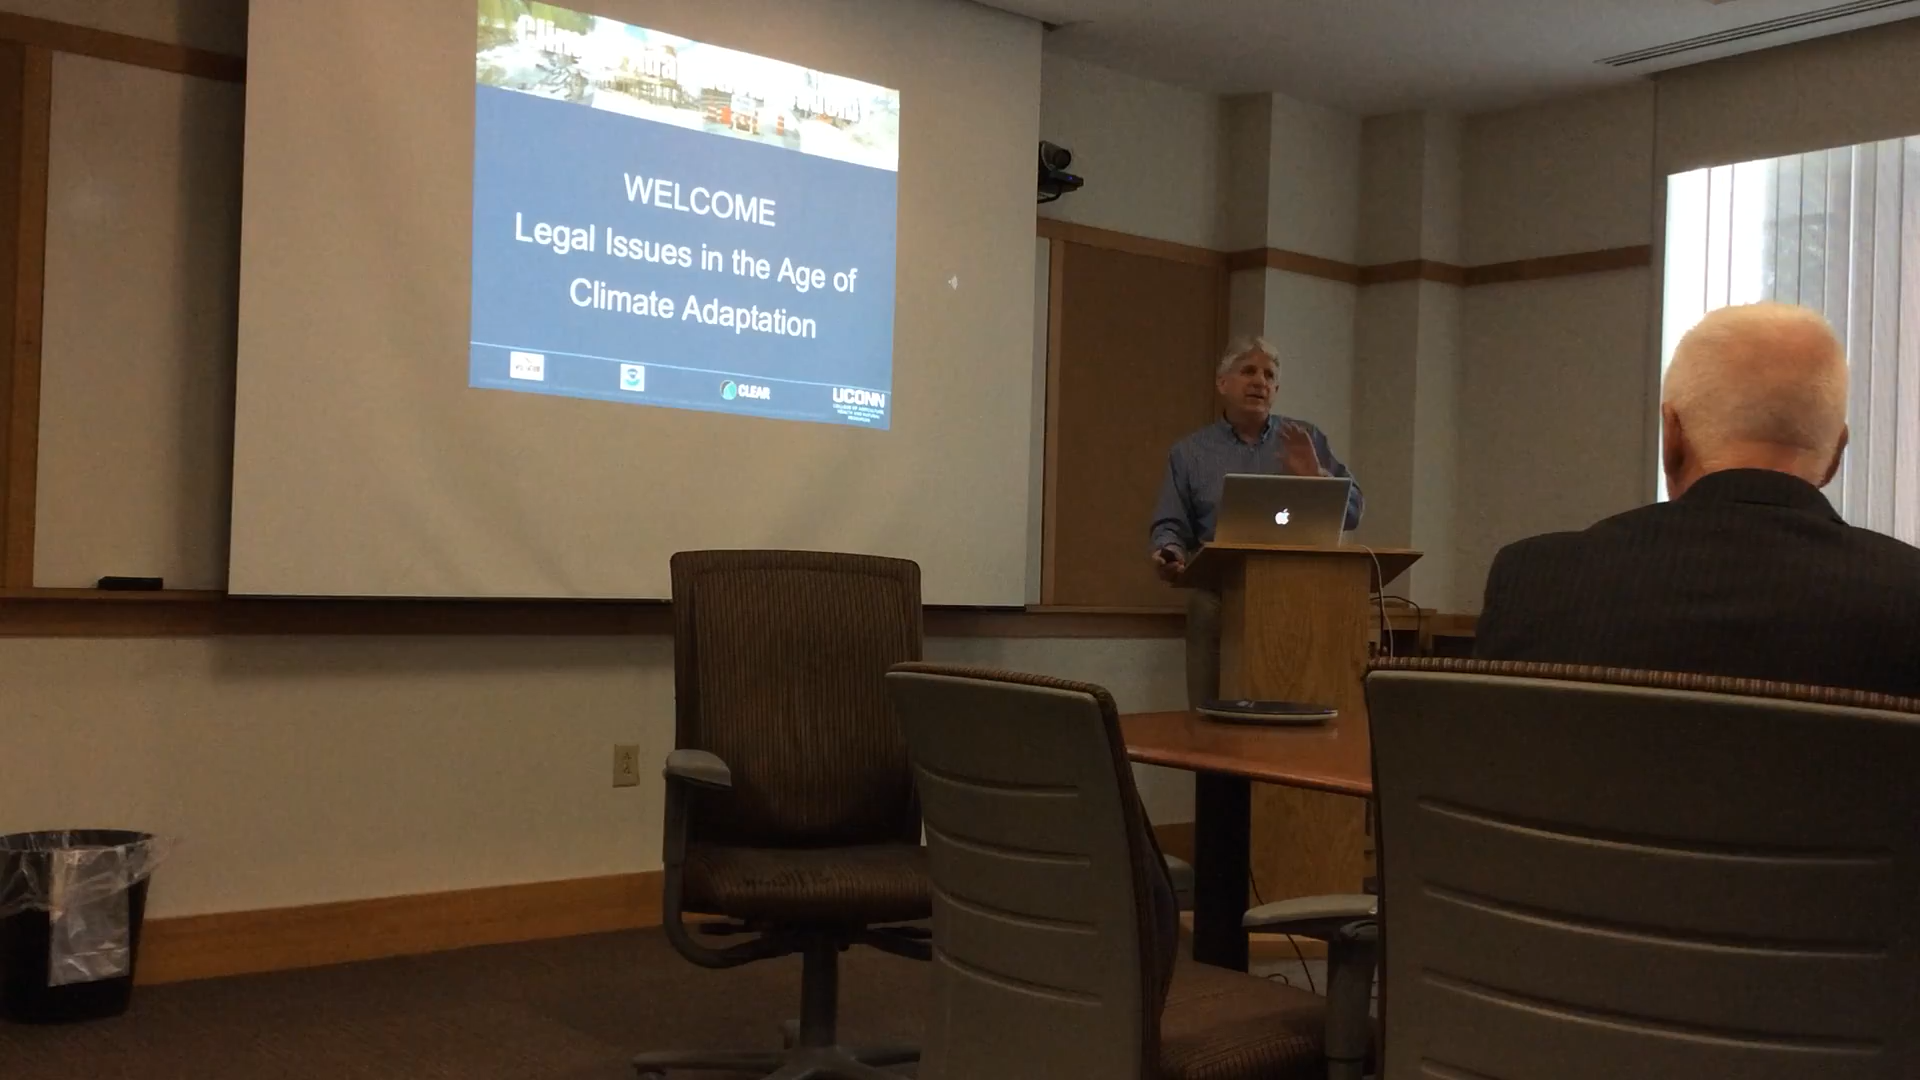 WELCOME
Legal Issues in the Age of
Climate Adaptation
CLEAR
UCONN